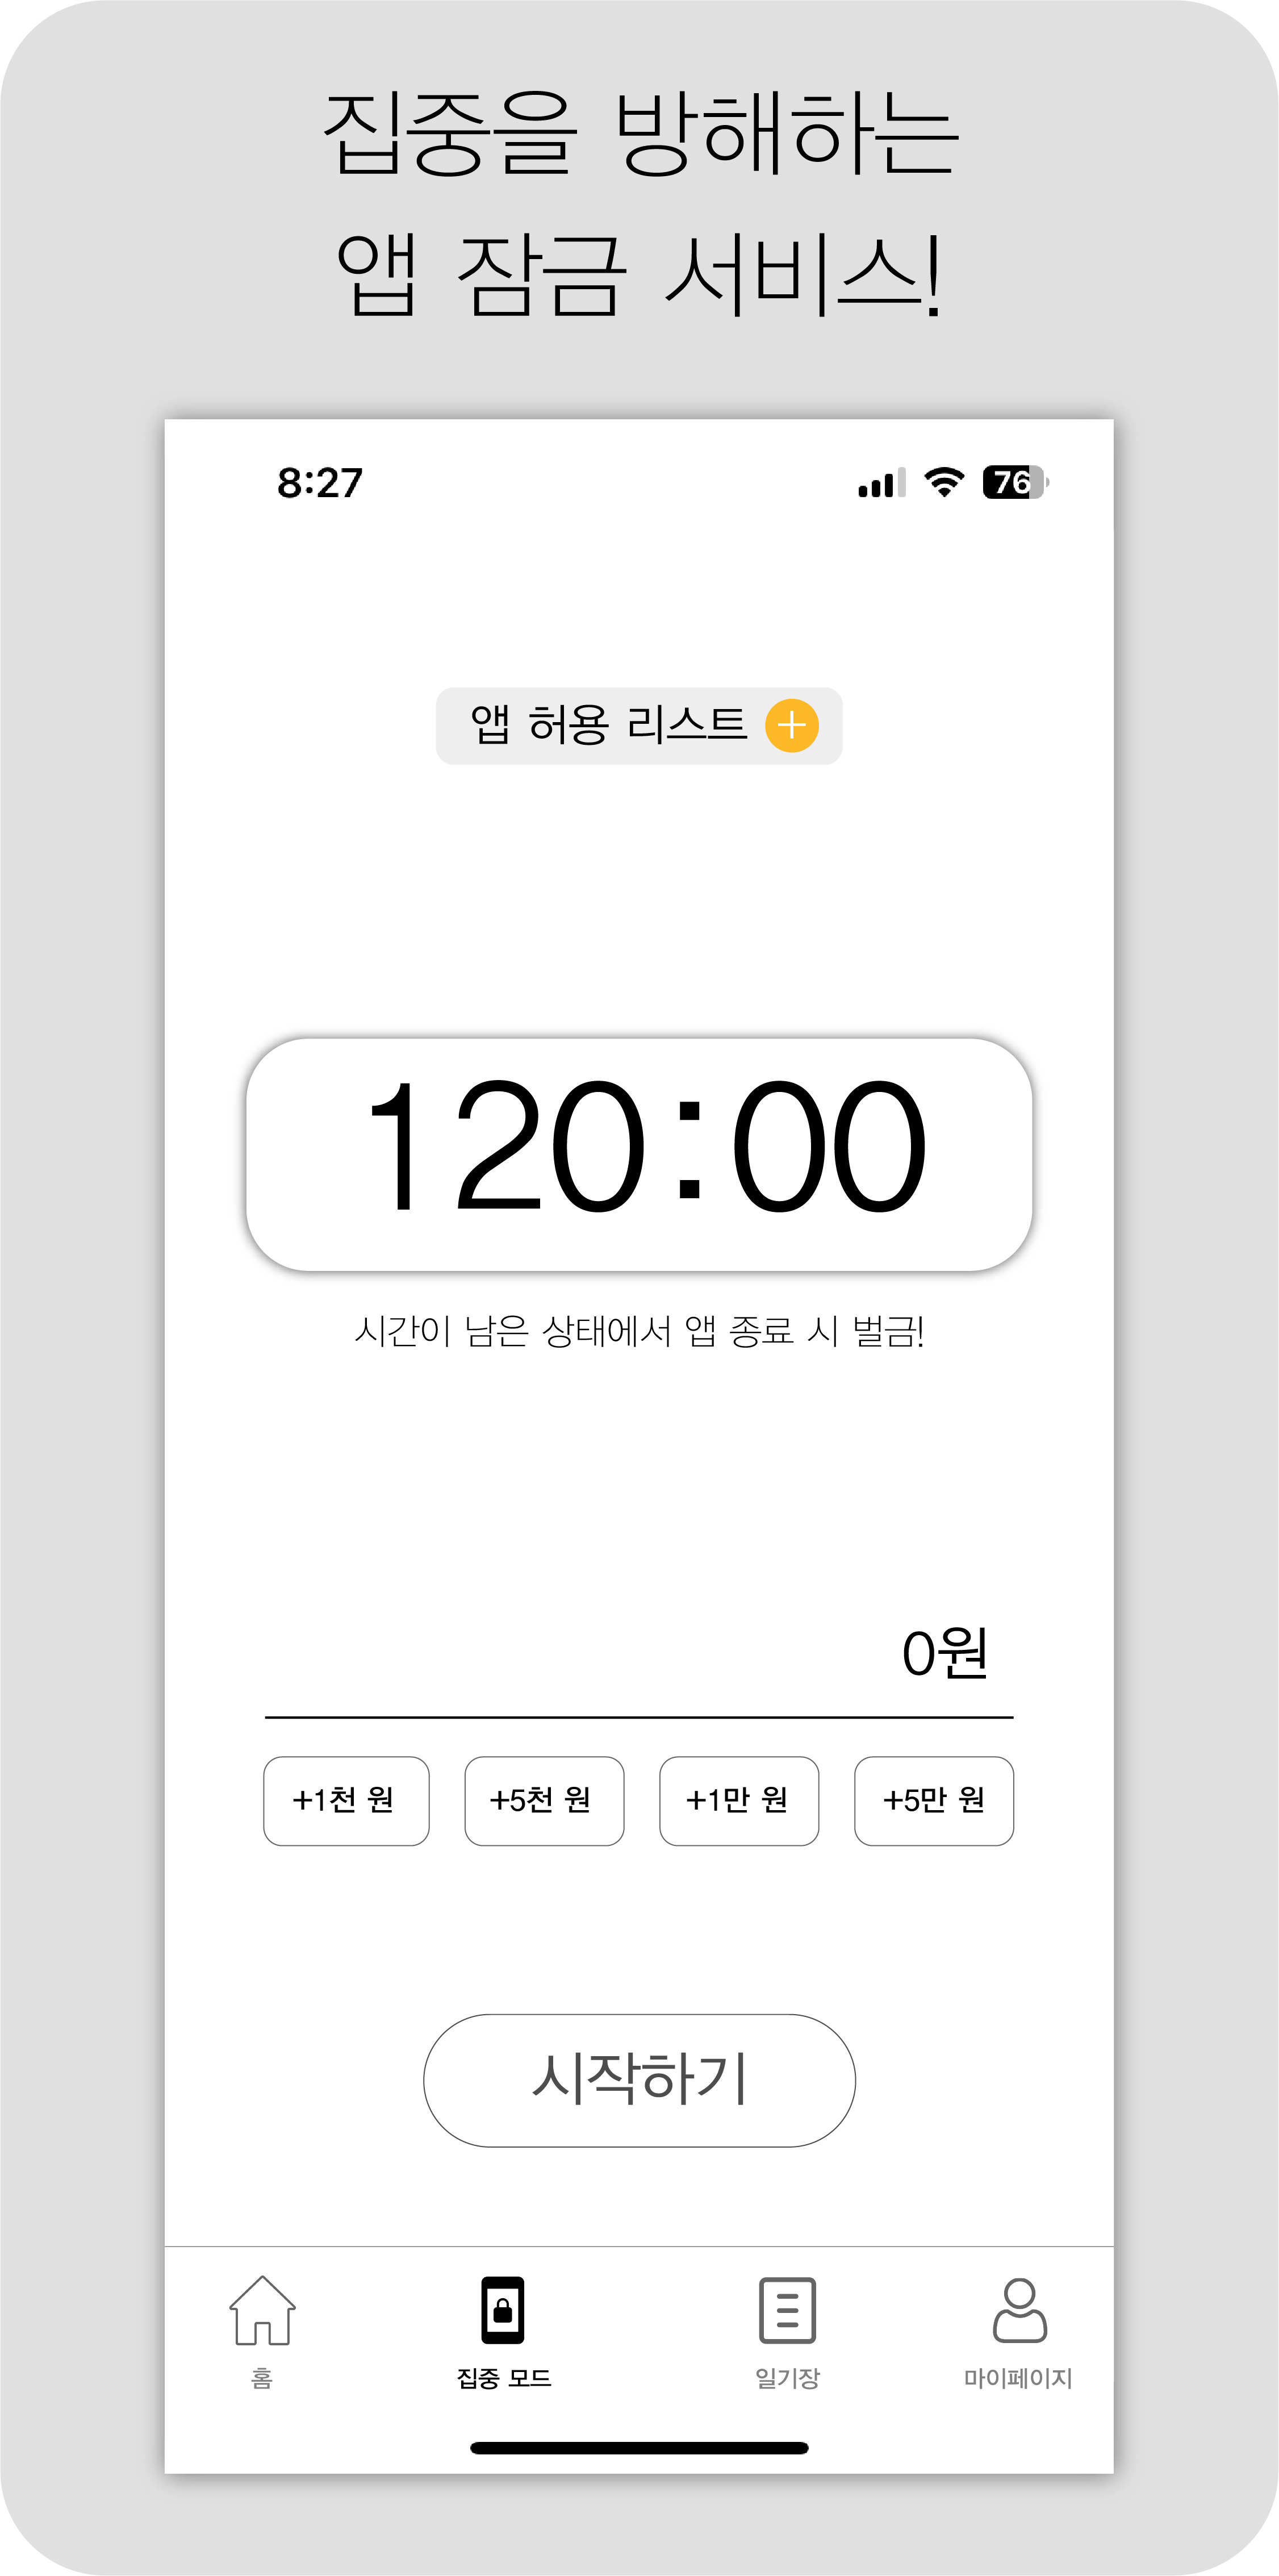 집중을 방해하는
앱 잠금 서비스!
8:27
76
앱 허용 리스트 +
120:00
시간이 남은 상태에서 앱 종료 시 벌금!
0원
+1천 원 +5천 원 +1만 원 +5만 원
시작하기
홈 집중 모드 일기장 마이페이지